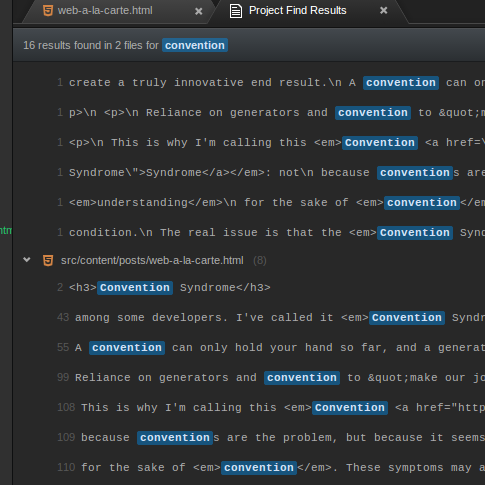 web-a-la-carte.html
Project Find Results
16 results found in 2 files for convention
1 create a truly innovative end result.\n A convention can
1 p>\n <p>\n Reliance on generators and convention to &quot;
1 <p>\n This is why I'm calling this <em>Convention <a href=
1 Syndrome\">Syndrome</a></em>: not\n because conventions are
1 <em>understanding</em>\n for the sake of <em>convention</em
1 condition.\n The real issue is that the <em>Convention
src/content/posts/web-a-la-carte.html (8)
2 <h3>Convention Syndrome</h3>
43 among some developers. I've called it <em>Convention
55 A convention can only hold your hand so far, and a
99 Reliance on generators and convention to &quot;make our
108 This is why I'm calling this <em>Convention <a href="http
109 because conventions are the problem, but because it seems
110 for the sake of <em>convention</em>. These symptoms may